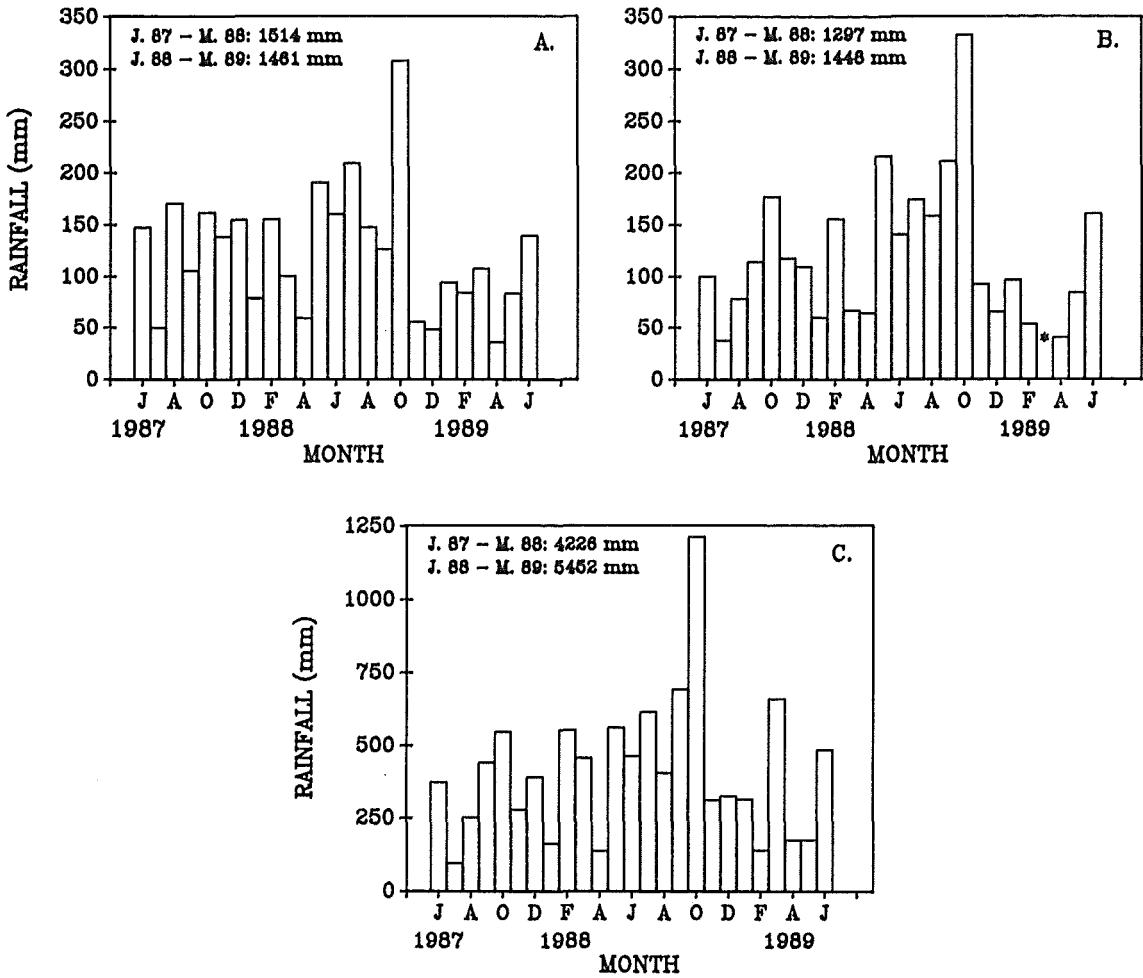 J. 87 – M. 88: 1514 mm
J. 88 – M. 89: 1461 mm
A.
RAINFALL (mm)
350
300
250
200
150
100
50
0
J A O D F A J A O D F A J
1987 1988 1989
MONTH
J. 87 – M. 88: 1297 mm
J. 88 – M. 89: 1446 mm
B.
350
300
250
200
150
100
50
0
J A O D F A J A O D F * A J
1987 1988 1989
MONTH
J. 87 – M. 88: 4226 mm
J. 88 – M. 89: 5452 mm
C.
RAINFALL (mm)
1250
1000
750
500
250
0
J A O D F A J A O D F A J
1987 1988 1989
MONTH